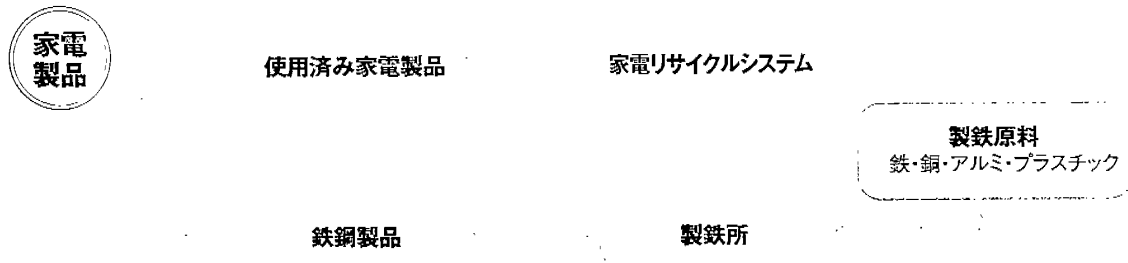 家電
製品
使用済み家電製品
家電リサイクルシステム
製鉄原料
鉄・銅・アルミ・プラスチック
鉄鋼製品
製鉄所